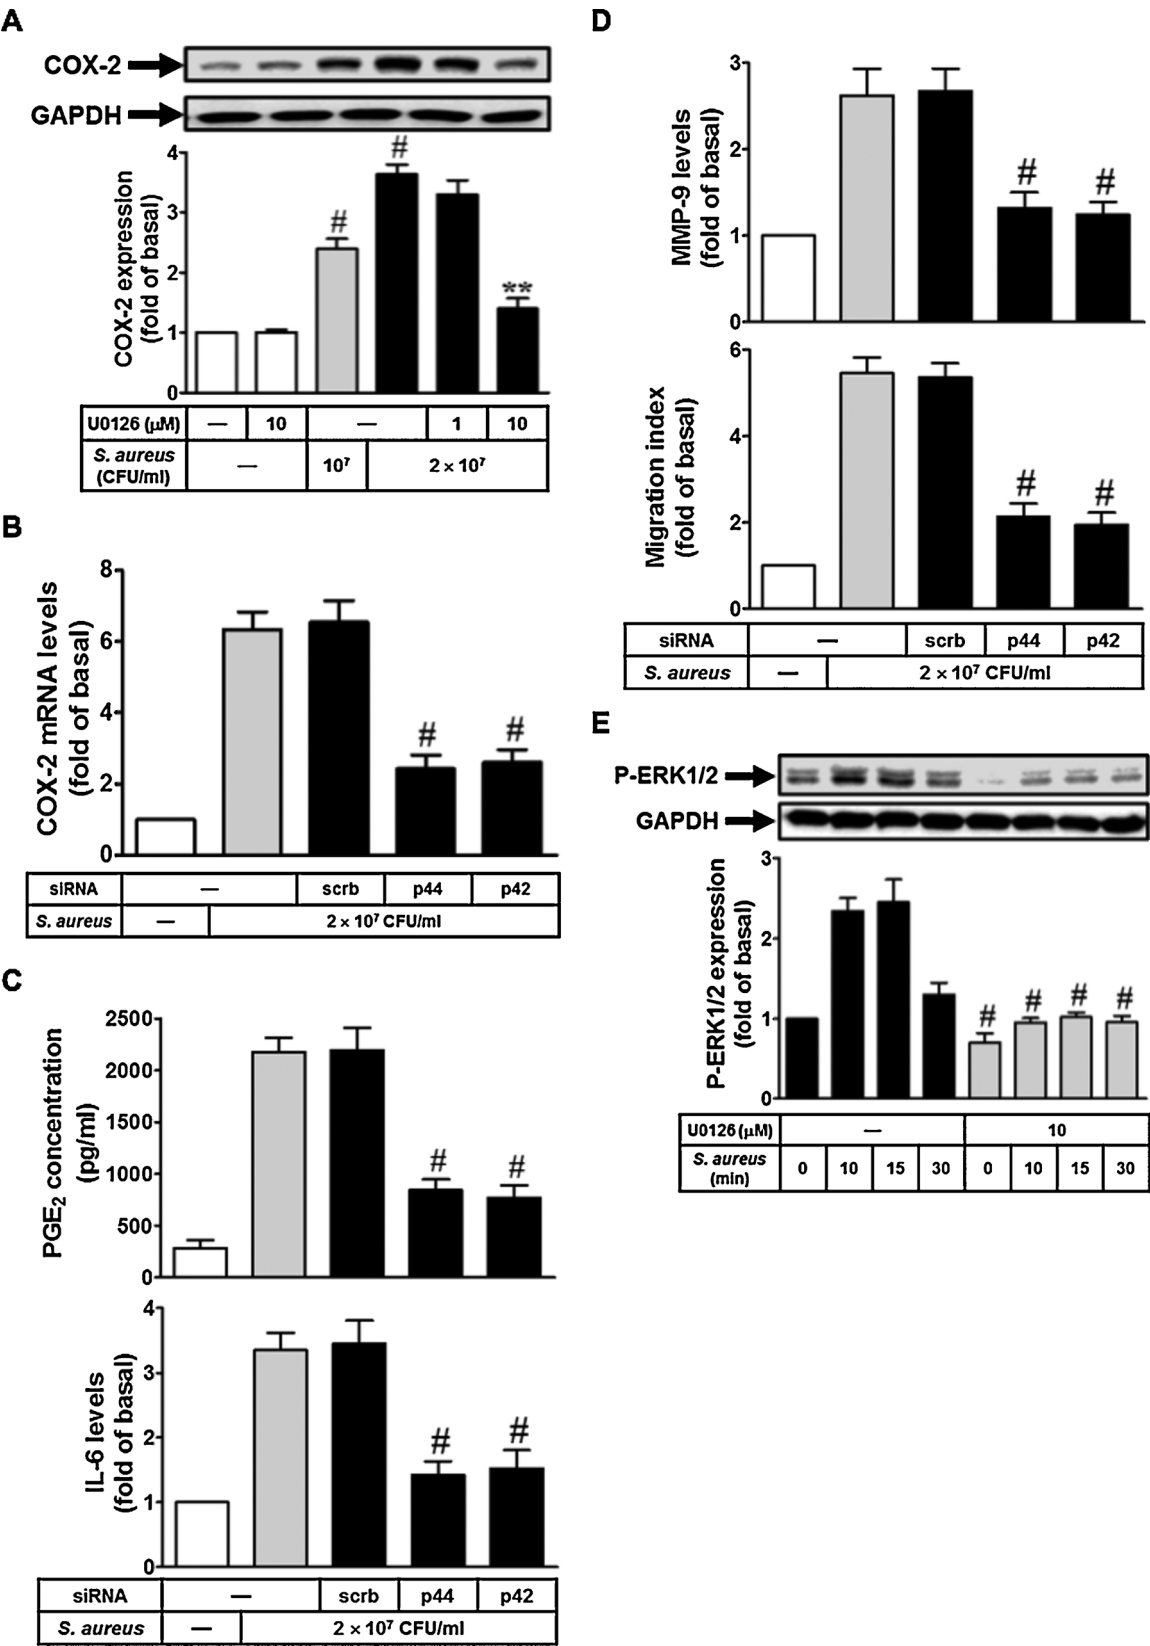 A
COX-2
GAPDH
COX-2 expression
(fold of basal)
4
3
2
1
0
#
#
**
U0126 (μM) — 10 — 1 10
S. aureus
(CFU/ml) — 10⁷ 2 × 10⁷
B
COX-2 mRNA levels
(fold of basal)
8
6
4
2
0
# #
siRNA — scrb p44 p42
S. aureus — 2 × 10⁷ CFU/ml
C
PGE₂ concentration
(pg/ml)
2500
2000
1500
1000
500
0
# #
IL-6 levels
(fold of basal)
4
3
2
1
0
# #
siRNA — scrb p44 p42
S. aureus — 2 × 10⁷ CFU/ml
D
MMP-9 levels
(fold of basal)
3
2
1
0
# #
Migration index
(fold of basal)
6
4
2
0
# #
siRNA — scrb p44 p42
S. aureus — 2 × 10⁷ CFU/ml
E
P-ERK1/2
GAPDH
P-ERK1/2 expression
(fold of basal)
3
2
1
0
# # # #
U0126 (μM) — 10
S. aureus
(min) 0 10 15 30 0 10 15 30